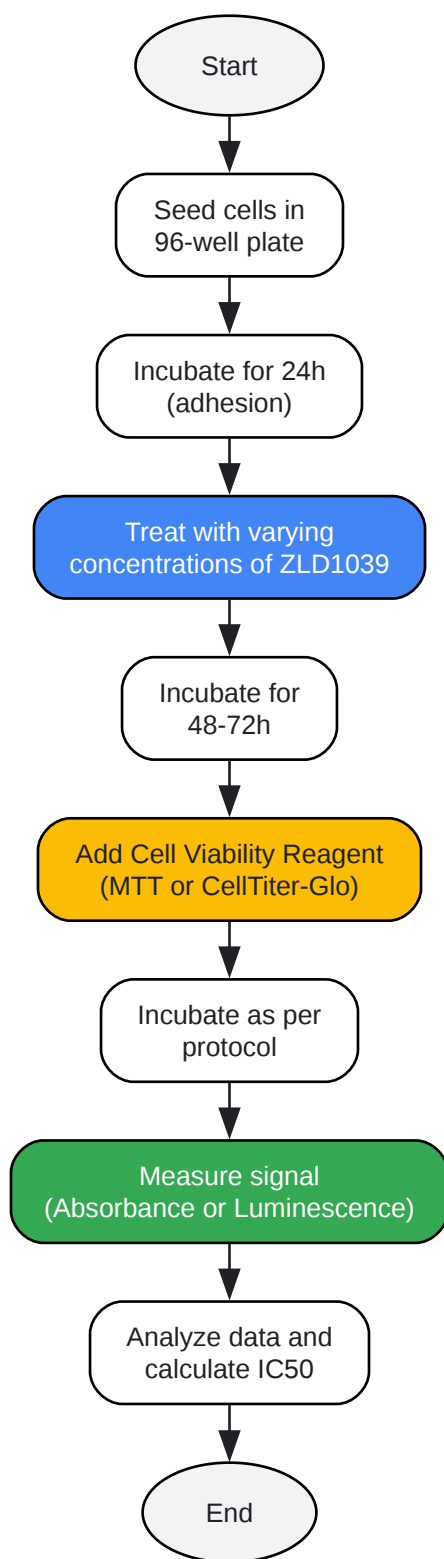 Start
Seed cells in
96-well plate
Incubate for 24h
(adhesion)
Treat with varying
concentrations of ZLD1039
Incubate for
48-72h
Add Cell Viability Reagent
(MTT or CellTiter-Glo)
Incubate as per
protocol
Measure signal
(Absorbance or Luminescence)
Analyze data and
calculate IC50
End